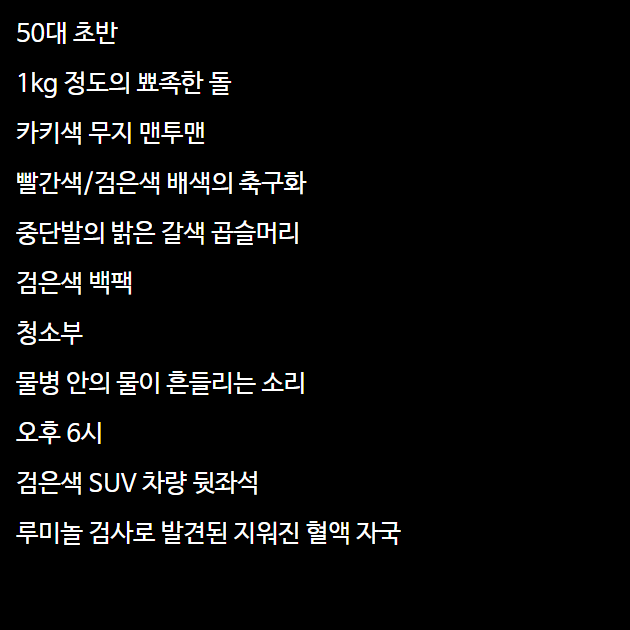 50대 초반
1kg 정도의 뾰족한 돌
카키색 무지 맨투맨
빨간색/검은색 배색의 축구화
중단발의 밝은 갈색 곱슬머리
검은색 백팩
청소부
물병 안의 물이 흔들리는 소리
오후 6시
검은색 SUV 차량 뒷좌석
루미놀 검사로 발견된 지워진 혈액 자국